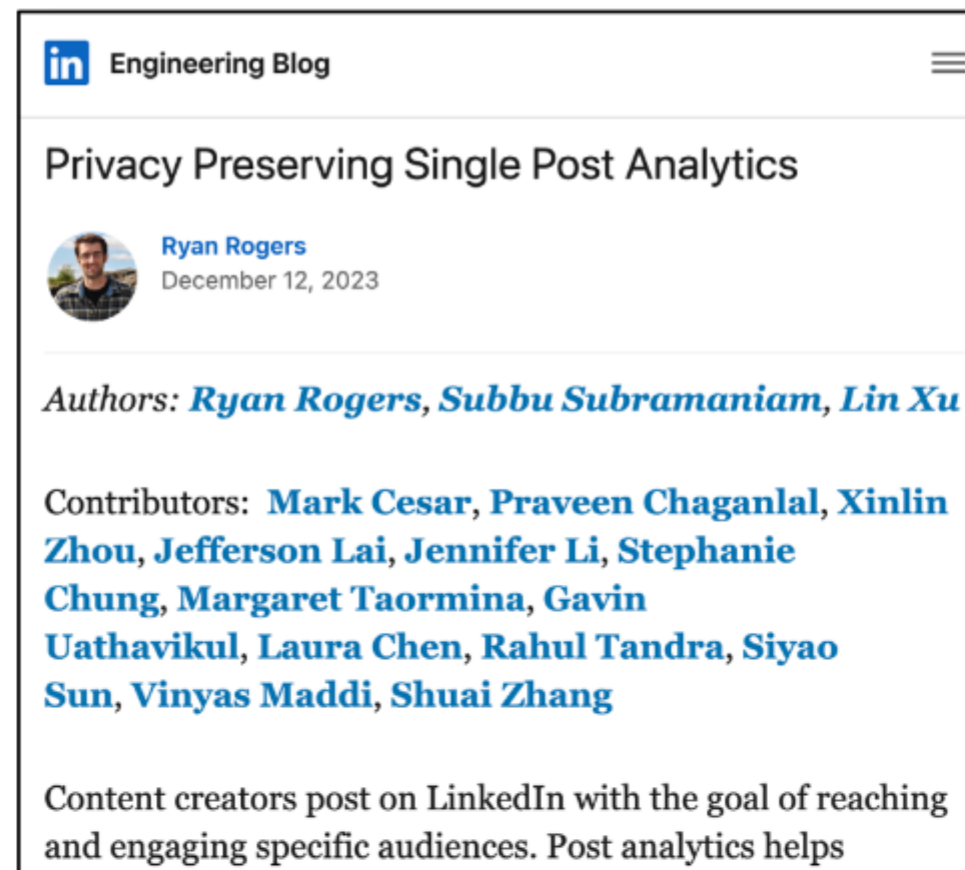 in Engineering Blog
Privacy Preserving Single Post Analytics
Ryan Rogers
December 12, 2023
Authors: Ryan Rogers, Subbu Subramaniam, Lin Xu
Contributors: Mark Cesar, Praveen Chaganlal, Xinlin
Zhou, Jefferson Lai, Jennifer Li, Stephanie
Chung, Margaret Taormina, Gavin
Uathavikul, Laura Chen, Rahul Tandra, Siyao
Sun, Vinyas Maddi, Shuai Zhang
Content creators post on LinkedIn with the goal of reaching
and engaging specific audiences. Post analytics helps